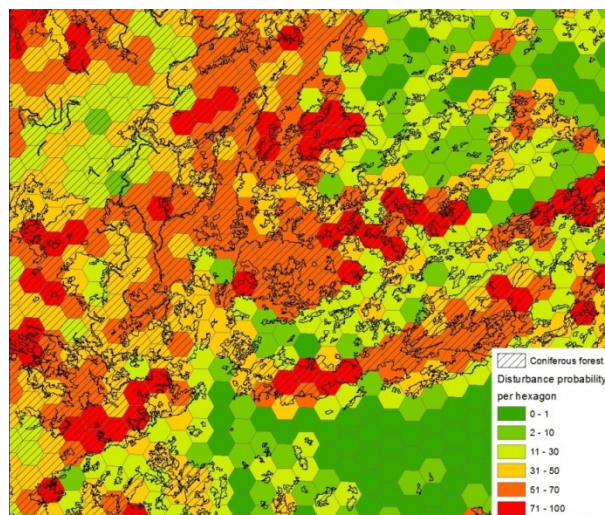 Coniferous forest
Disturbance probability
per hexagon
0 - 1
2 - 10
11 - 30
31 - 50
51 - 70
71 - 100